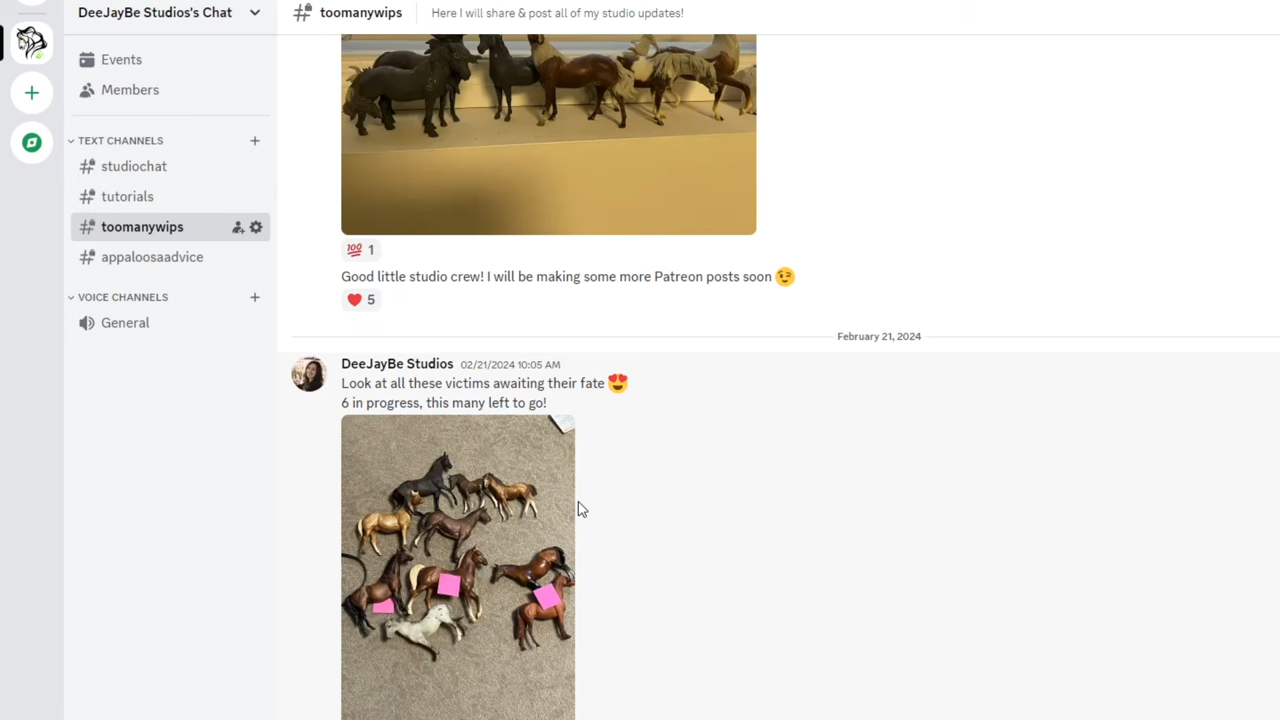 DeeJayBe Studios's Chat
toomanywips
Here I will share & post all of my studio updates!
Events
Members
TEXT CHANNELS
studiochat
tutorials
toomanywips
appaloosaadvice
VOICE CHANNELS
General
💯 1
Good little studio crew! I will be making some more Patreon posts soon 😉
❤️ 5
February 21, 2024
DeeJayBe Studios 02/21/2024 10:05 AM
Look at all these victims awaiting their fate 😍
6 in progress, this many left to go!